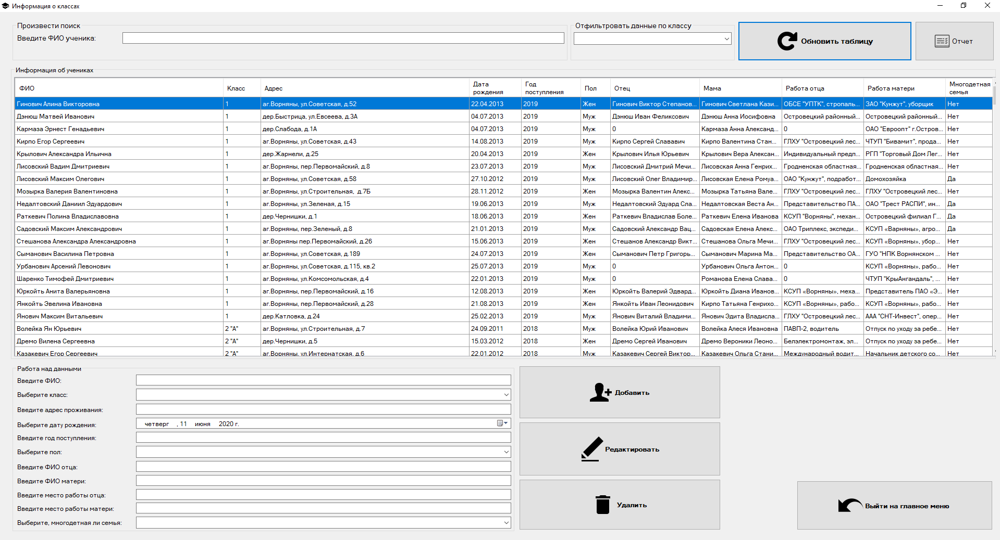 Информация о классах
Произвести поиск
Введите ФИО ученика:
Отфильтровать данные по классу
Обновить таблицу
Отчет
Информация об учениках
ФИО Класс Адрес Дата рождения Год поступления Пол Отец Мама Работа отца Работа матери Многодетная семья
Гинович Алина Викторовна 1 аг.Ворняны, ул.Советская, д.52 22.04.2013 2019 Жен Гинович Виктор Степанов... Гинович Светлана Кази... ОБСЕ "УПТК", стропаль... ЗАО "Кунжут", уборщик Нет
Дэнюш Матвей Иванович 1 дер.Быстрица, ул.Евсеева, д.3А 04.07.2013 2019 Муж Дэнюш Иван Феликсович Дэнюш Анна Иосифовна Островецкий районный... Островецкий районный... Нет
Кармаза Эрнест Генадьевич 1 дер.Слабода, д.1А 04.07.2013 2019 Муж 0 Кармаза Анна Александ... 0 ОАО "Евроопт" г.Остров... Нет
Кирпо Егор Сергеевич 1 аг.Ворняны, ул.Советская, д.43 14.08.2013 2019 Муж Кирпо Сергей Славович Кирпо Валентина Стан... ГЛХУ "Островецкий лес... ЧТУП "Бивамит", прода... Нет
Крылович Александра Ильична 1 дер.Жарнели, д.25 20.04.2013 2019 Жен Крылович Илья Юрьевич Крылович Вера Алексан... Индивидуальный предп... РГП "Торговый Дом Лег... Нет
Лисовский Вадим Дмитриевич 1 аг.Ворняны, пер.Первомайский, д.8 23.07.2013 2019 Муж Лисовский Дмитрий Мечи... Лисовская Анна Генрих... Гродненская областная... Гродненская областная... Нет
Лисовский Максим Олегович 1 аг.Ворняны, ул.Советская, д.58 27.10.2012 2019 Муж Лисовский Олег Владимир... Лисовская Елена Ромуа... ОАО "Кунжут", подработ... Домохозяйка Да
Мозырка Валерия Валентиновна 1 аг.Ворняны, ул.Строительная, д.7Б 28.11.2012 2019 Жен Мозырка Валентин Алекс... Мозырка Татьяна Вале... ГЛХУ "Островецкий лес... ГЛХУ "Островецкий лес... Нет
Недалтовский Даниил Эдуардович 1 аг.Ворняны, ул.Зеленая, д.15 19.06.2013 2019 Муж Недалтовский Эдуард Сла... Недалтовская Веста Ан... Представительство ПА... ОАО "Трест РАСПИ", ин... Да
Раткевич Полина Владиславовна 1 дер.Чернишки, д.1 18.06.2013 2019 Жен Раткевич Владислав Боле... Раткевич Елена Иванова КСУП "Ворняны", механ... Островецкий филиал Г... Да
Садовский Максим Александрович 1 аг.Ворняны, пер.Зеленый, д.8 21.01.2013 2019 Муж Садовский Александр Вац... Садовская Елена Алекс... ОАО Триплекс, экспеди... КСУП «Варняны», агро... Да
Стешанова Александра Александровна 1 аг.Ворняны пер.Первомайский, д.26 15.06.2013 2019 Жен Стешанов Александр Викт... Стешанова Ольга Мечи... ГЛХУ "Островецкий лес... КСУП «Ворняны», убор... Нет
Сыманович Василина Петровна 1 аг.Ворняны, ул.Советская, д.189 24.07.2013 2019 Жен Сыманович Петр Григорь... Сыманович Марина Ма... Представительство ОА... ГУО "НПК Ворнянском ... Нет
Урбанович Арсений Левонович 1 аг.Ворняны, ул.Советская, д.115, кв.2 25.07.2013 2019 Муж 0 Урбанович Ольга Антон... 0 КСУП «Ворняны», рабо... Нет
Шаренко Тимофей Дмитриевич 1 аг.Ворняны, ул.Комсомольская, д.4 22.01.2013 2019 Муж 0 Романова Елена Слава... 0 ЧТУП "КрыАнгандаль", ... Нет
Юркойть Анита Валерьяновна 1 аг.Ворняны, пер.Первомайский, д.16 12.08.2013 2019 Жен Юркойть Валерий Эдвард... Юркойть Диана Иванов... КСУП «Ворняны», меха... Представитель ПАО «Э... Нет
Янкойть Эвелина Ивановна 1 аг.Ворняны, пер.Первомайский, д.28 21.08.2013 2019 Жен Янкойть Иван Леонидович Кирпо Татьяна Генрихо... КСУП «Ворняны», рабо... КСУП «Ворняны», рабо... Нет
Янович Максим Витальевич 1 дер.Катловка, д.24 25.02.2013 2019 Муж Янович Виталий Владими... Янович Эдита Владисла... ГЛХУ "Островецкий лес... ААА "СНТ-Инвест", опер... Нет
Волейка Ян Юрьевич 2 "А" аг.Ворняны, ул.Строительная, д.7 24.09.2011 2018 Муж Волейка Юрий Иванович Волейка Алеся Ивановна ПАВП-2, водитель Отпуск по уходу за ребе... Нет
Дремо Вилена Сергеевна 2 "А" дер.Чернишки, д.5 15.03.2012 2018 Жен Дремо Сергей Иванович Дремо Вероники Леоно... Белэлектромонтаж, эл... Отпуск по уходу за ребе... Нет
Казакевич Егор Сергеевич 2 "А" аг.Ворняны, ул.Интернатская, д.6 22.01.2012 2018 Муж Казакевич Сергей Виктор... Казакевич Ольга Стани... Международный водит... Начальник детского со... Нет
Работа над данными
Введите ФИО:
Выберите класс:
Введите адрес проживания:
Выберите дату рождения: четверг , 11 июня 2020 г.
Введите год поступления:
Выберите пол:
Введите ФИО отца:
Введите ФИО матери:
Введите место работы отца:
Введите место работы матери:
Выберите, многодетная ли семья:
Добавить
Редактировать
Удалить
Выйти на главное меню